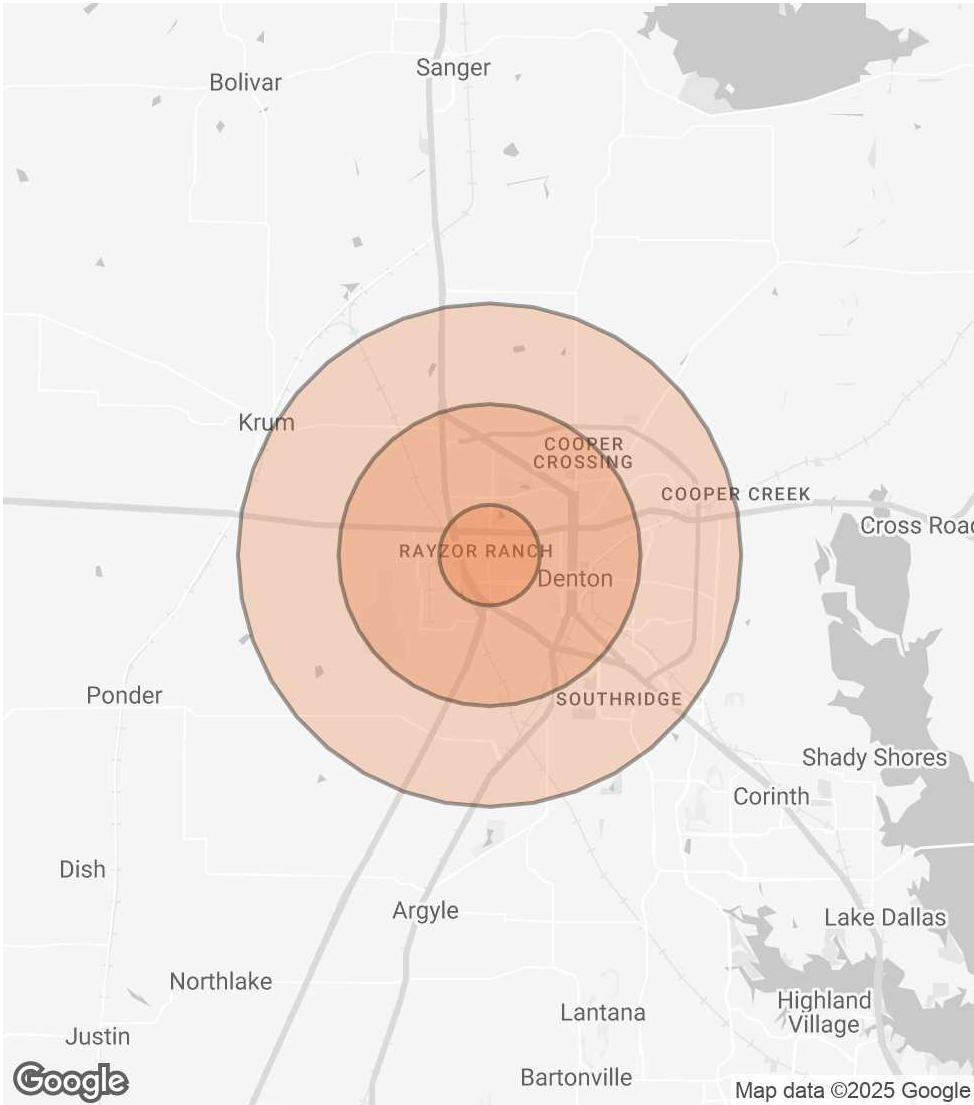 Sanger
Bolivar
Krum
COOPER
CROSSING
COOPER CREEK
Cross Roa
RAYZOR RANCH
Denton
Ponder
SOUTHRIDGE
Shady Shores
Corinth
Dish
Argyle
Lake Dallas
Northlake
Highland
Village
Lantana
Justin
Bartonville
Google
Map data ©2025 Google